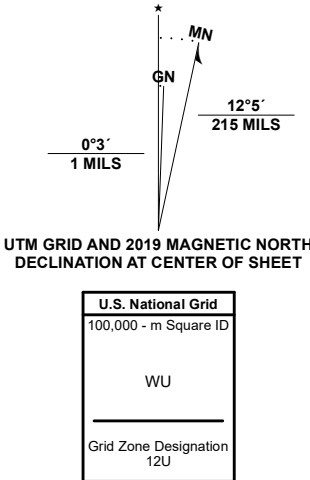 ★
MN
GN
12°5´
215 MILS
0°3´
1 MILS
UTM GRID AND 2019 MAGNETIC NORTH
DECLINATION AT CENTER OF SHEET
U.S. National Grid
100,000 - m Square ID
WU
Grid Zone Designation
12U